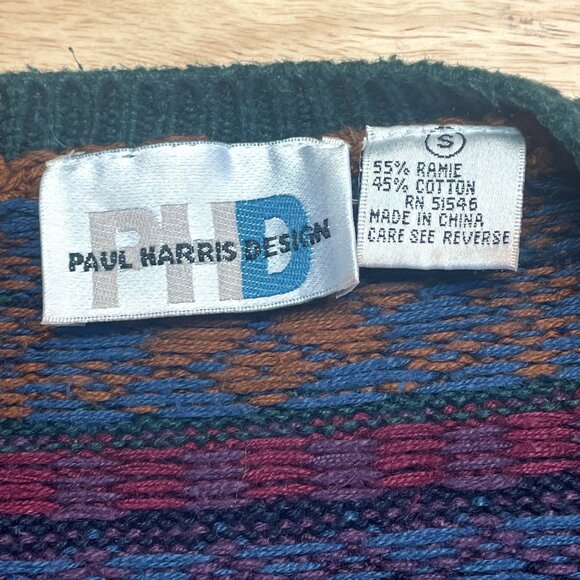 PHD
PAUL HARRIS DESIGN
S
55% RAMIE
45% COTTON
RN 51546
MADE IN CHINA
CARE SEE REVERSE